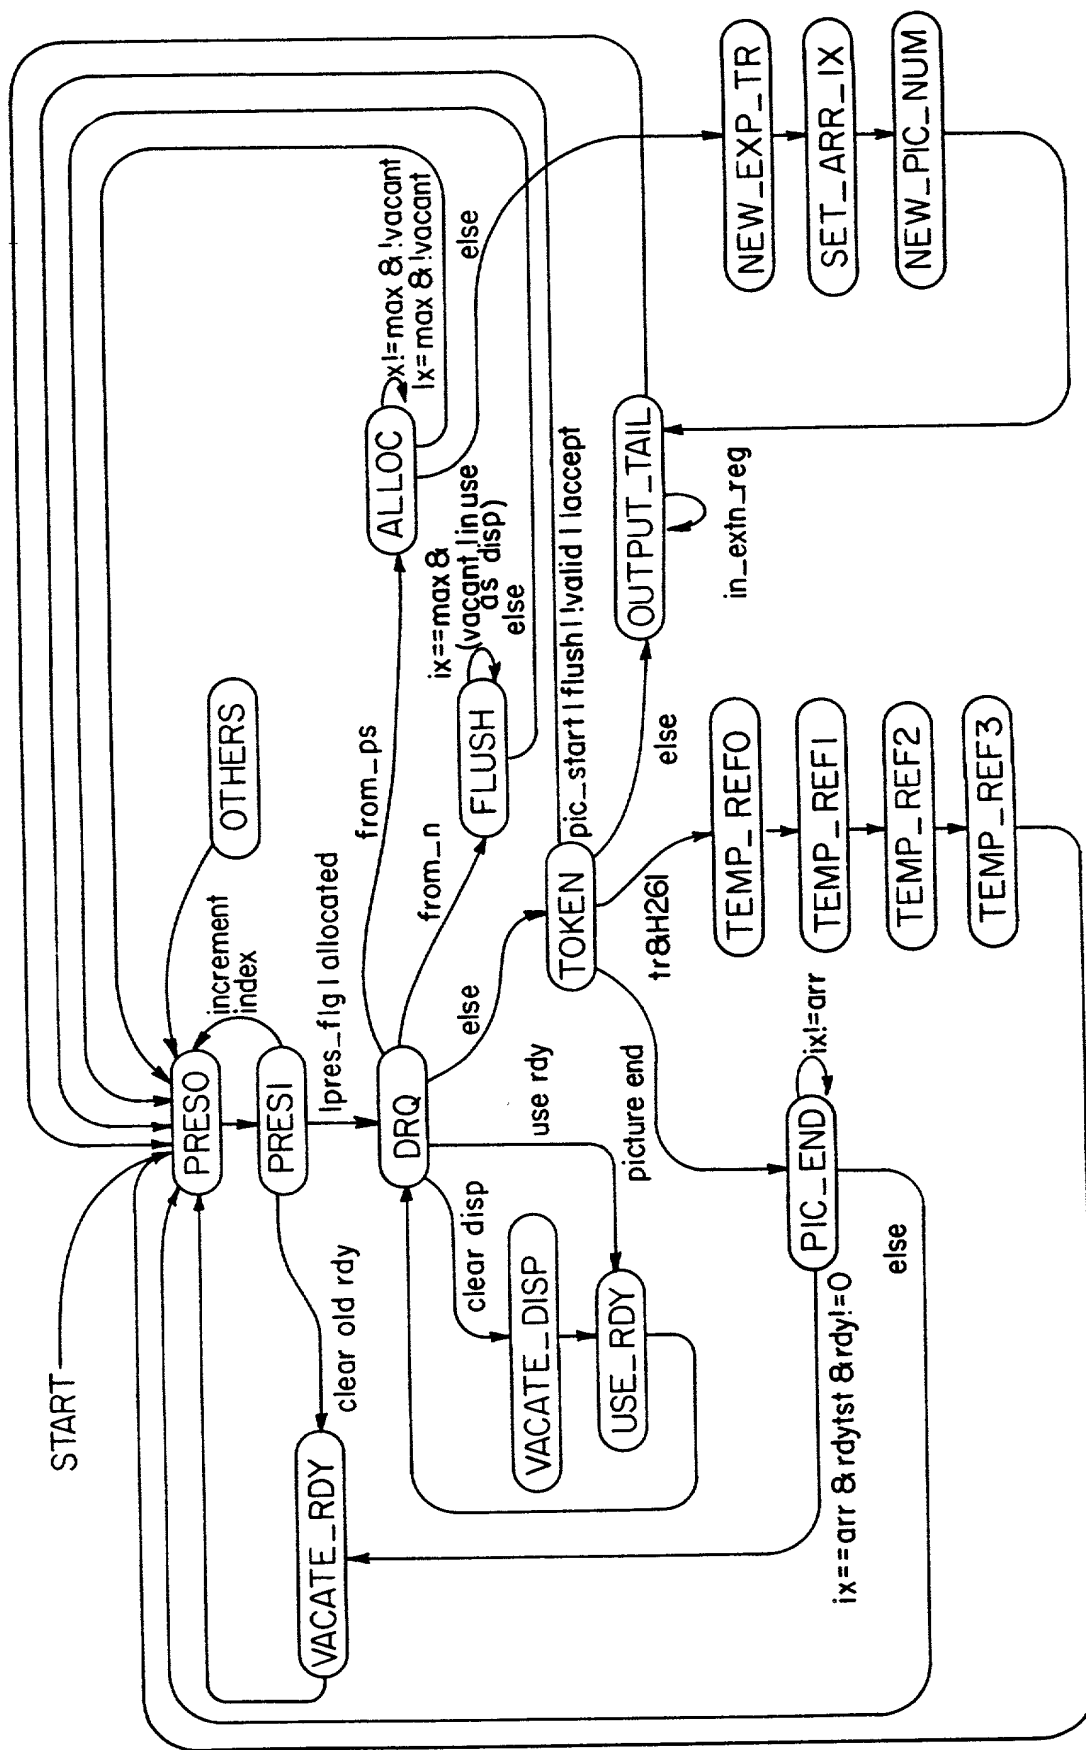 START
PRES0
OTHERS
increment
index
PRES1
clear old rdy
!pres_flg | allocated
VACATE_RDY
DRQ
from_ps
ALLOC
x!=max & !vacant
!x=max & !vacant
else
clear disp
use rdy
else
from_n
FLUSH
ix==max &
(vacant | in use
as disp)
else
VACATE_DISP
USE_RDY
picture end
TOKEN
pic_start | flush | !valid | !accept
tr&H261
else
OUTPUT_TAIL
in_extn_reg
NEW_EXP_TR
SET_ARR_IX
NEW_PIC_NUM
TEMP_REF0
TEMP_REF1
TEMP_REF2
TEMP_REF3
PIC_END
ix!=arr
ix==arr & rdytst & rdy!=0
else